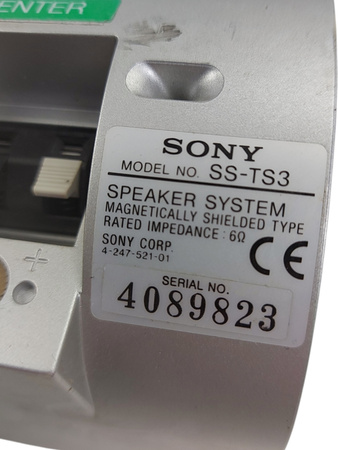 ENTER
SONY
MODEL NO. SS-TS3
SPEAKER SYSTEM
MAGNETICALLY SHIELDED TYPE
RATED IMPEDANCE : 6Ω
SONY CORP.
4-247-521-01
CE
SERIAL NO.
4089823
+